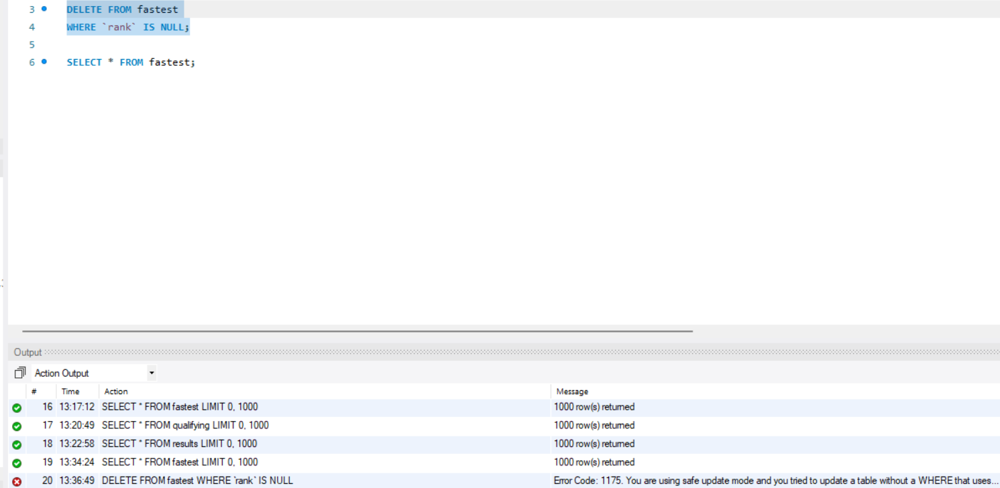 3 DELETE FROM fastest
4 WHERE `rank` IS NULL;
5
6 SELECT * FROM fastest;
Output
Action Output
# Time Action Message
16 13:17:12 SELECT * FROM fastest LIMIT 0, 1000 1000 row(s) returned
17 13:20:49 SELECT * FROM qualifying LIMIT 0, 1000 1000 row(s) returned
18 13:22:58 SELECT * FROM results LIMIT 0, 1000 1000 row(s) returned
19 13:34:24 SELECT * FROM fastest LIMIT 0, 1000 1000 row(s) returned
20 13:36:49 DELETE FROM fastest WHERE `rank` IS NULL Error Code: 1175. You are using safe update mode and you tried to update a table without a WHERE that uses...